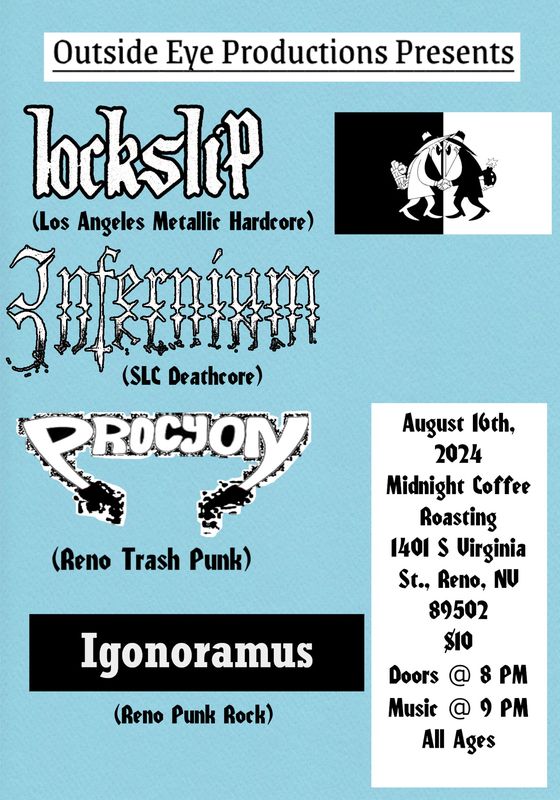 Outside Eye Productions Presents
lockslip
(Los Angeles Metallic Hardcore)
Infernium
(SLC Deathcore)
PROCYON
(Reno Trash Punk)
Igonoramus
(Reno Punk Rock)
August 16th,
2024
Midnight Coffee
Roasting
1401 S Virginia
St., Reno, NV
89502
$10
Doors @ 8 PM
Music @ 9 PM
All Ages